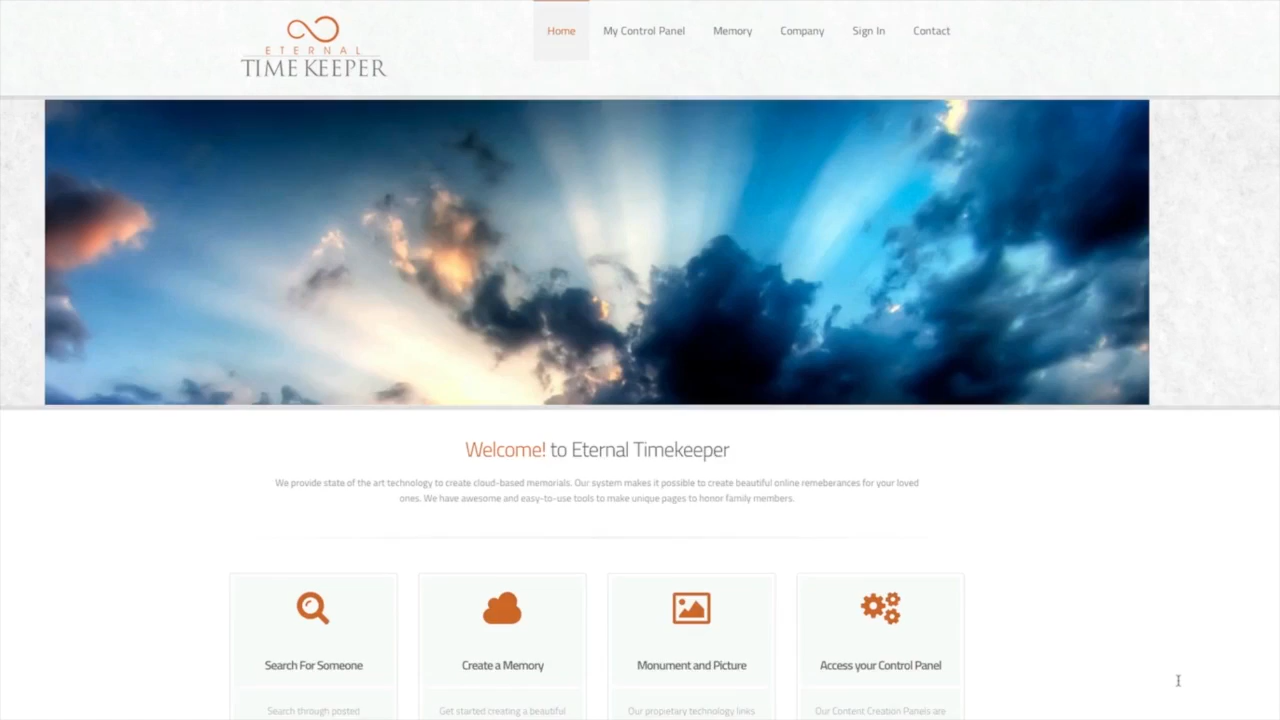 ETERNAL
TIME KEEPER
Home My Control Panel Memory Company Sign In Contact
Welcome! to Eternal Timekeeper
We provide state of the art technology to create cloud-based memorials. Our system makes it possible to create beautiful online remeberances for your loved
ones. We have awesome and easy-to-use tools to make unique pages to honor family members.
Search For Someone
Create a Memory
Monument and Picture
Access your Control Panel
Search through posted
Get started creating a beautiful
Our propietary technology links
Our Content Creation Panels are